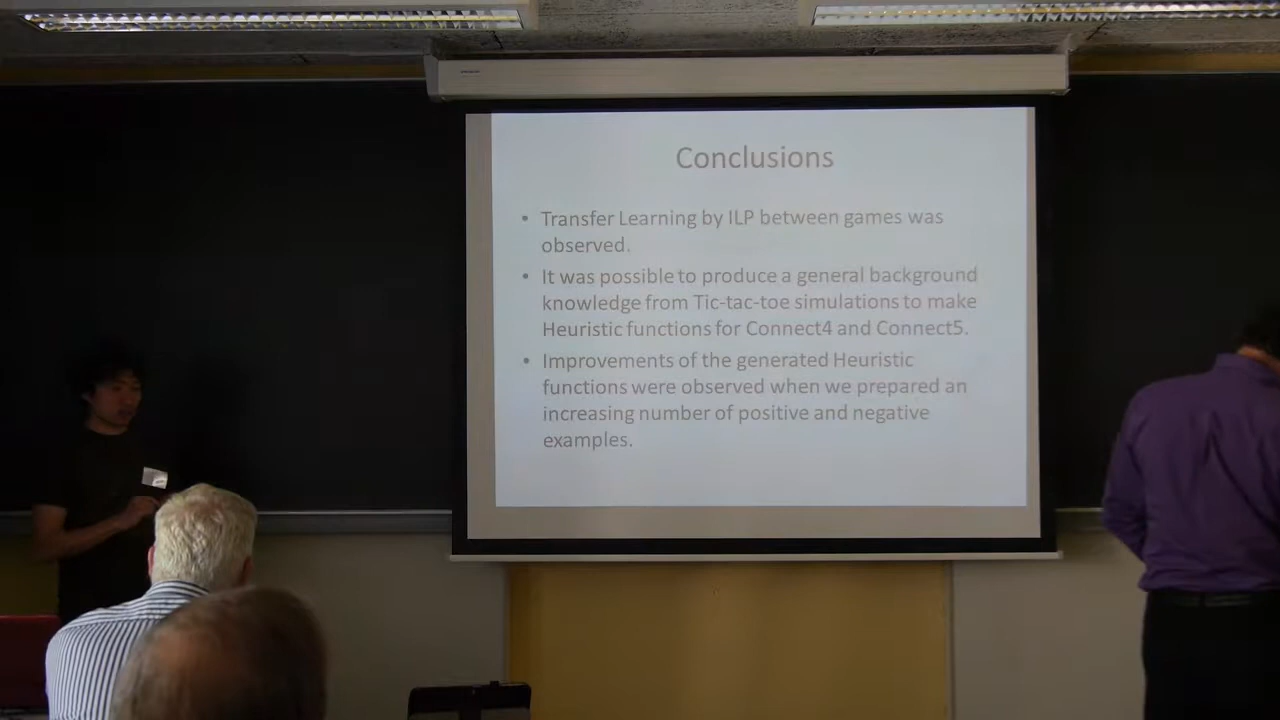 Conclusions
• Transfer Learning by ILP between games was
observed.
• It was possible to produce a general background
knowledge from Tic-tac-toe simulations to make
Heuristic functions for Connect4 and Connect5.
• Improvements of the generated Heuristic
functions were observed when we prepared an
increasing number of positive and negative
examples.